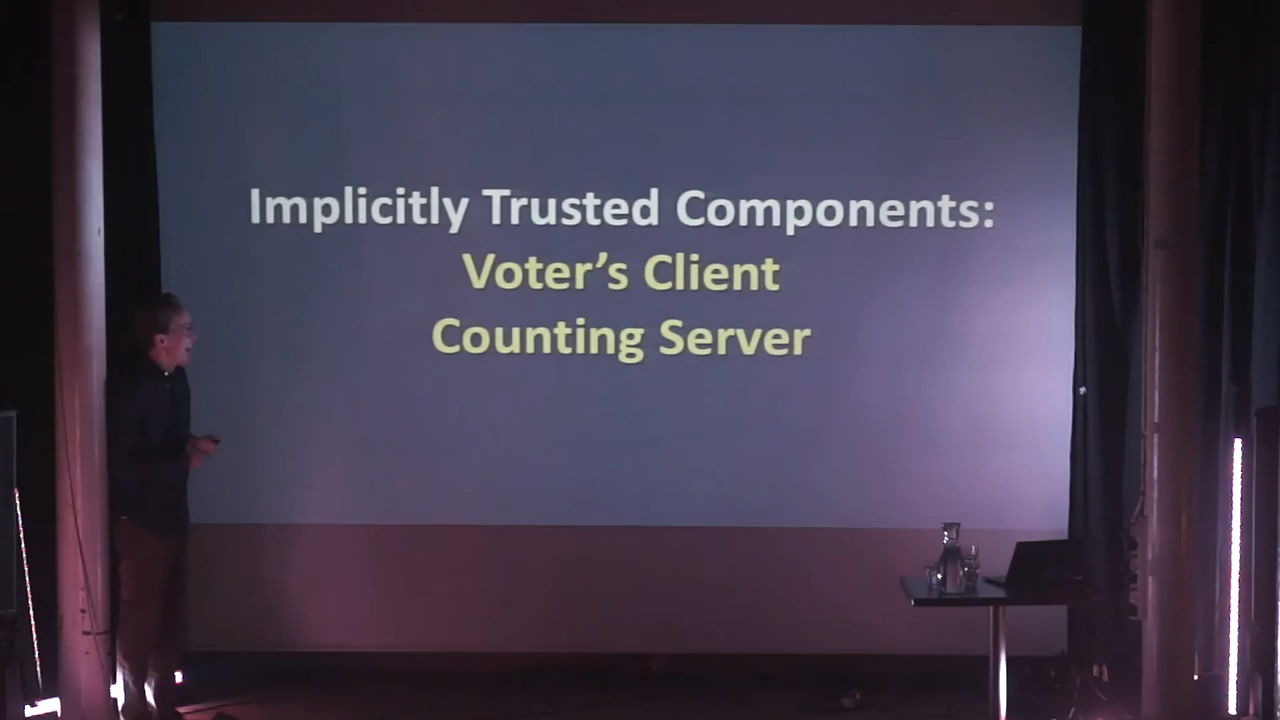 Implicitly Trusted Components:
Voter’s Client
Counting Server